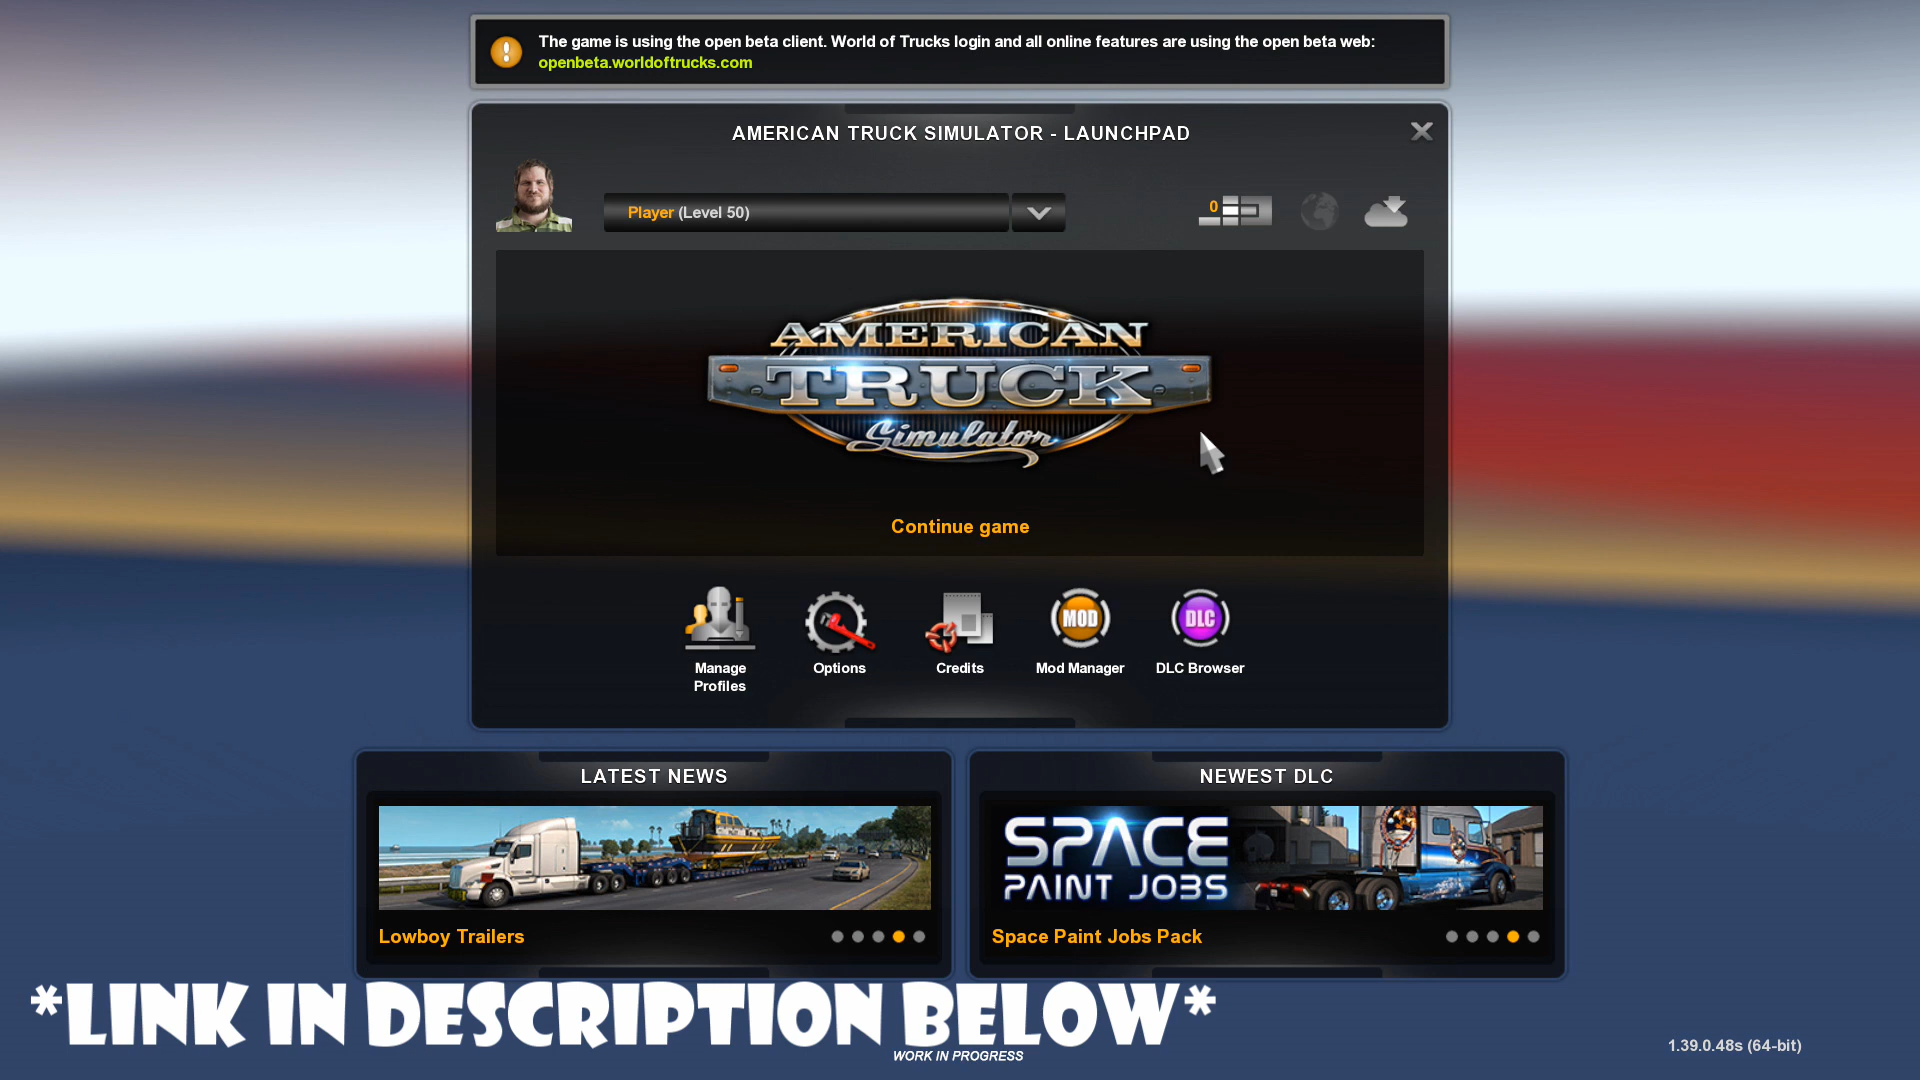 The game is using the open beta client. World of Trucks login and all online features are using the open beta web:
openbeta.worldoftrucks.com
AMERICAN TRUCK SIMULATOR - LAUNCHPAD
Player (Level 50)
0
AMERICAN
TRUCK
Simulator
Continue game
Manage
Profiles
Options
Credits
MOD
Mod Manager
DLC
DLC Browser
LATEST NEWS
Lowboy Trailers
NEWEST DLC
SPACE
PAINT JOBS
Space Paint Jobs Pack
*LINK IN DESCRIPTION BELOW*
WORK IN PROGRESS
1.39.0.48s (64-bit)